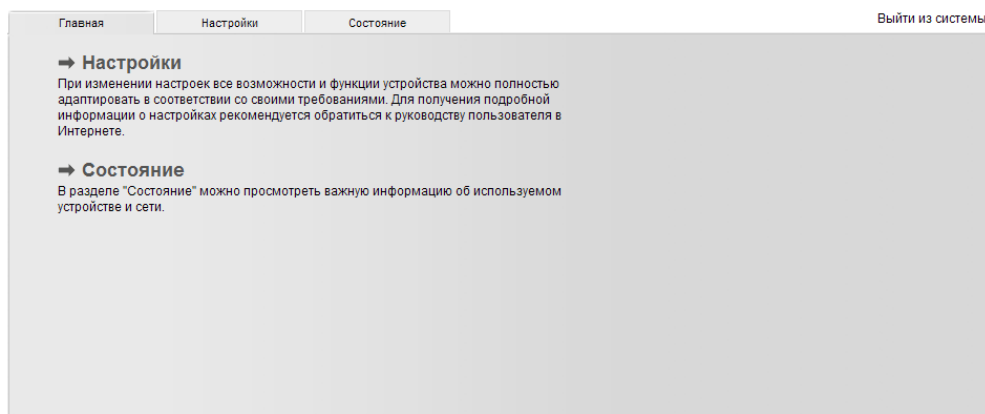 Главная
Настройки
Состояние
Выйти из системы
➡ Настройки
При изменении настроек все возможности и функции устройства можно полностью
адаптировать в соответствии со своими требованиями. Для получения подробной
информации о настройках рекомендуется обратиться к руководству пользователя в
Интернете.
➡ Состояние
В разделе "Состояние" можно просмотреть важную информацию об используемом
устройстве и сети.